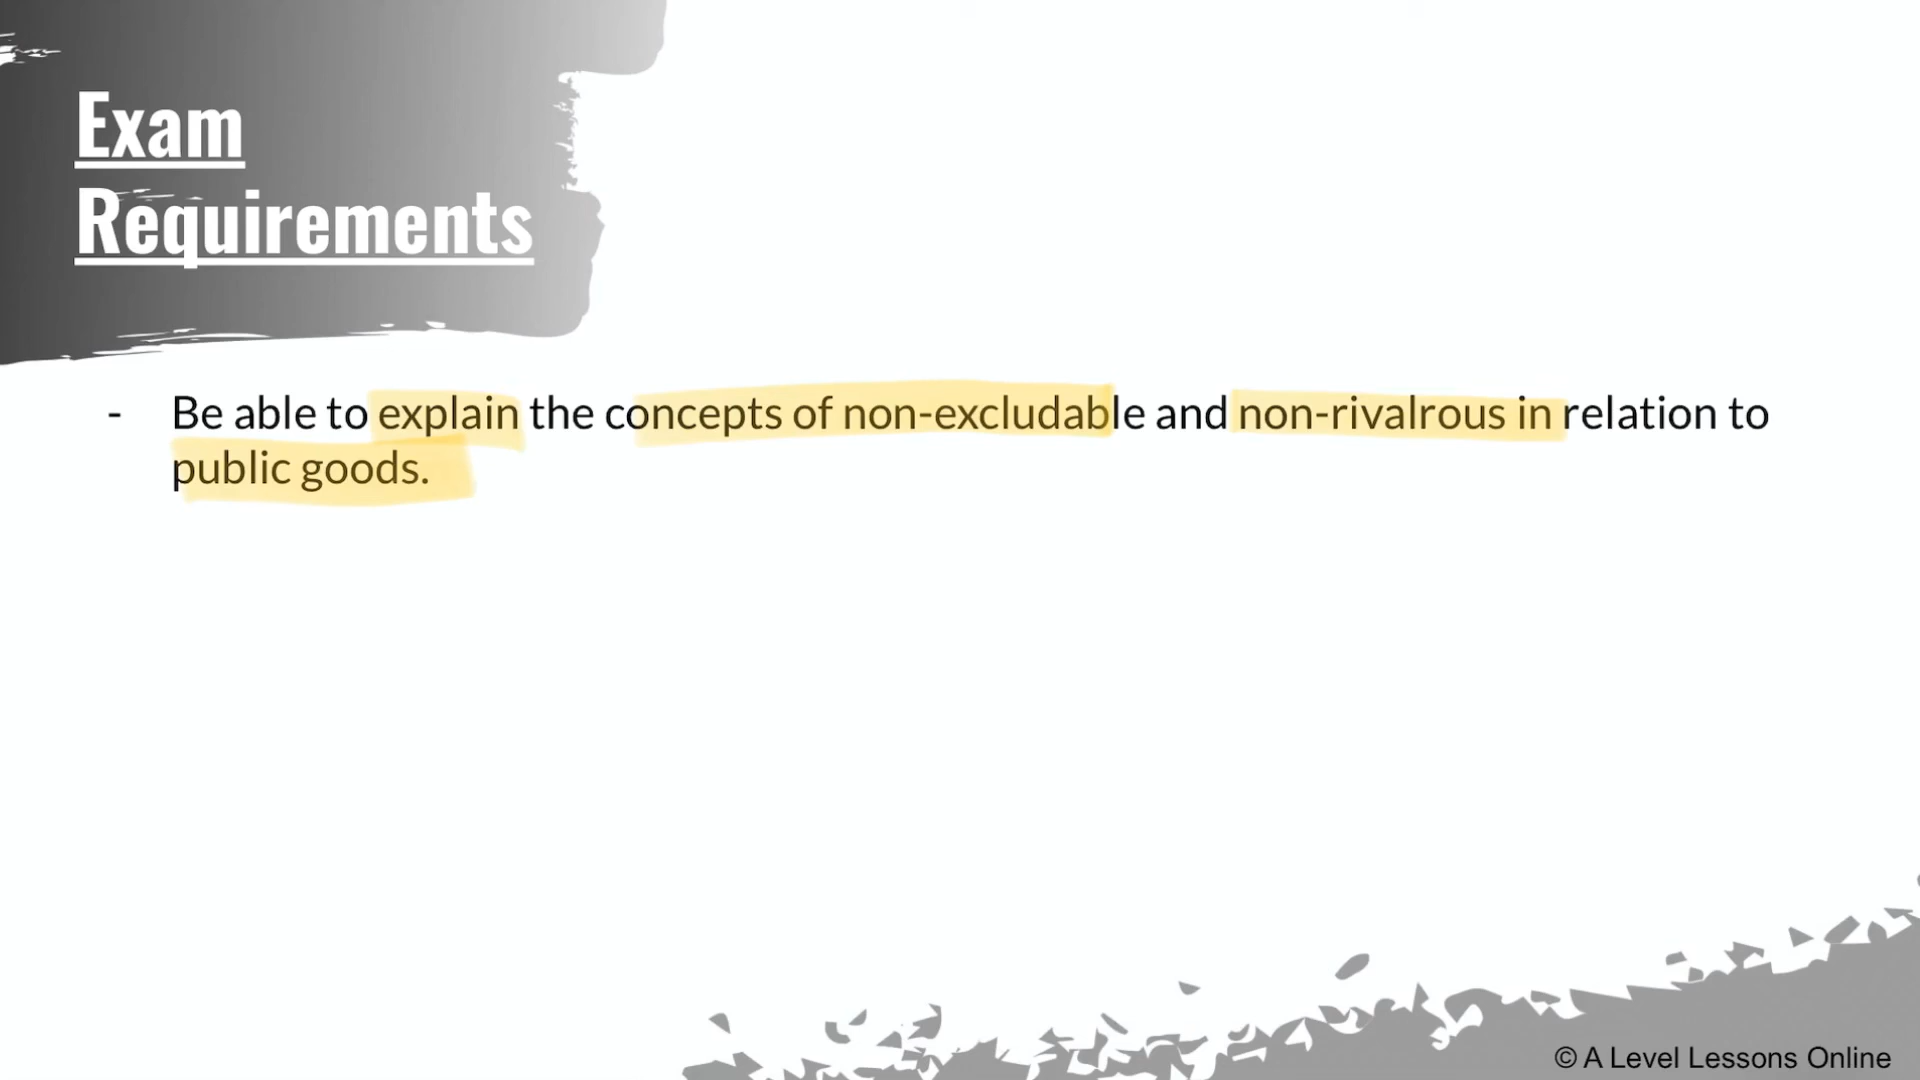 Exam
Requirements
- Be able to explain the concepts of non-excludable and non-rivalrous in relation to
public goods.
© A Level Lessons Online